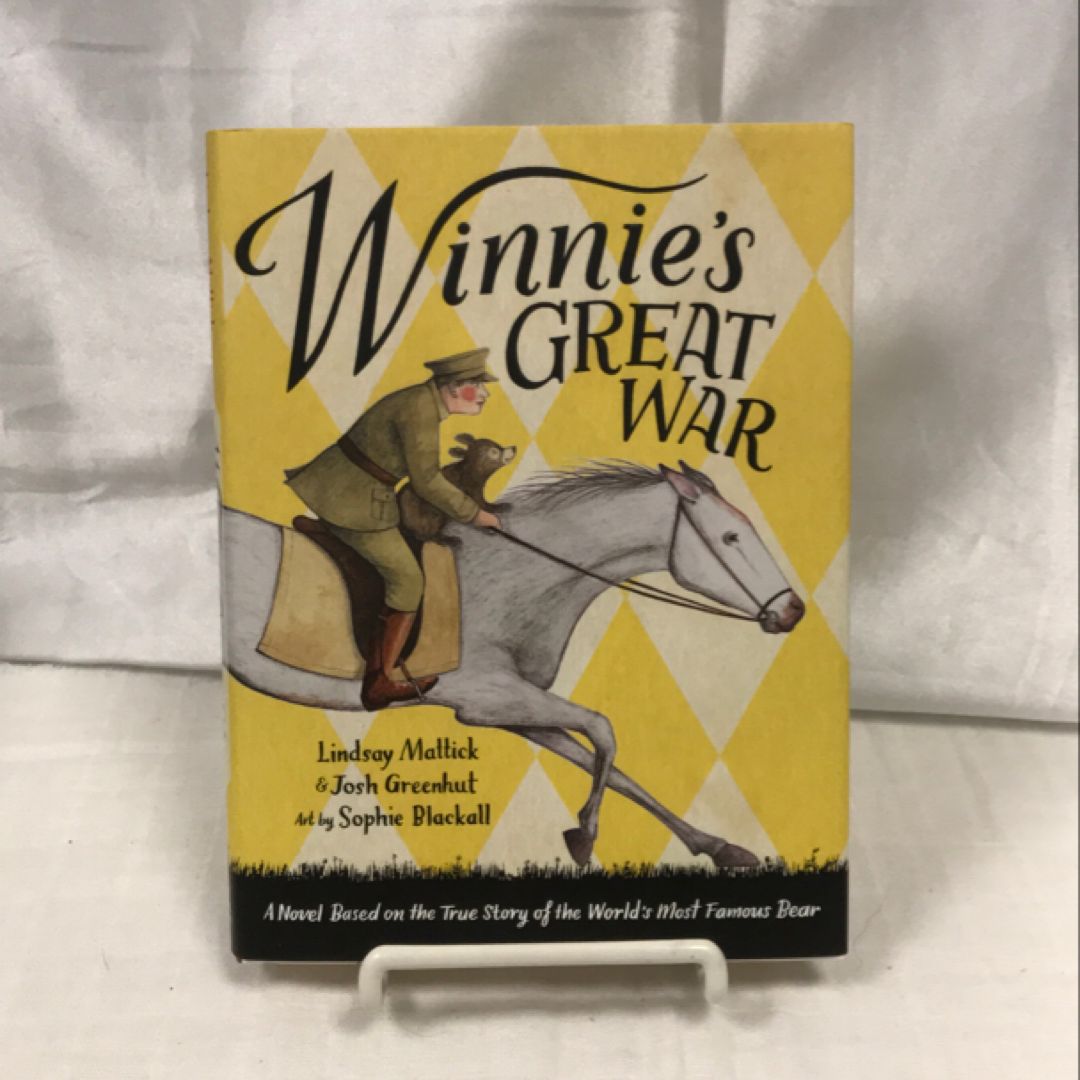 Winnie's
GREAT
WAR
Lindsay Mattick
& Josh Greenhut
Art by Sophie Blackall
A Novel Based on the True Story of the World's Most Famous Bear